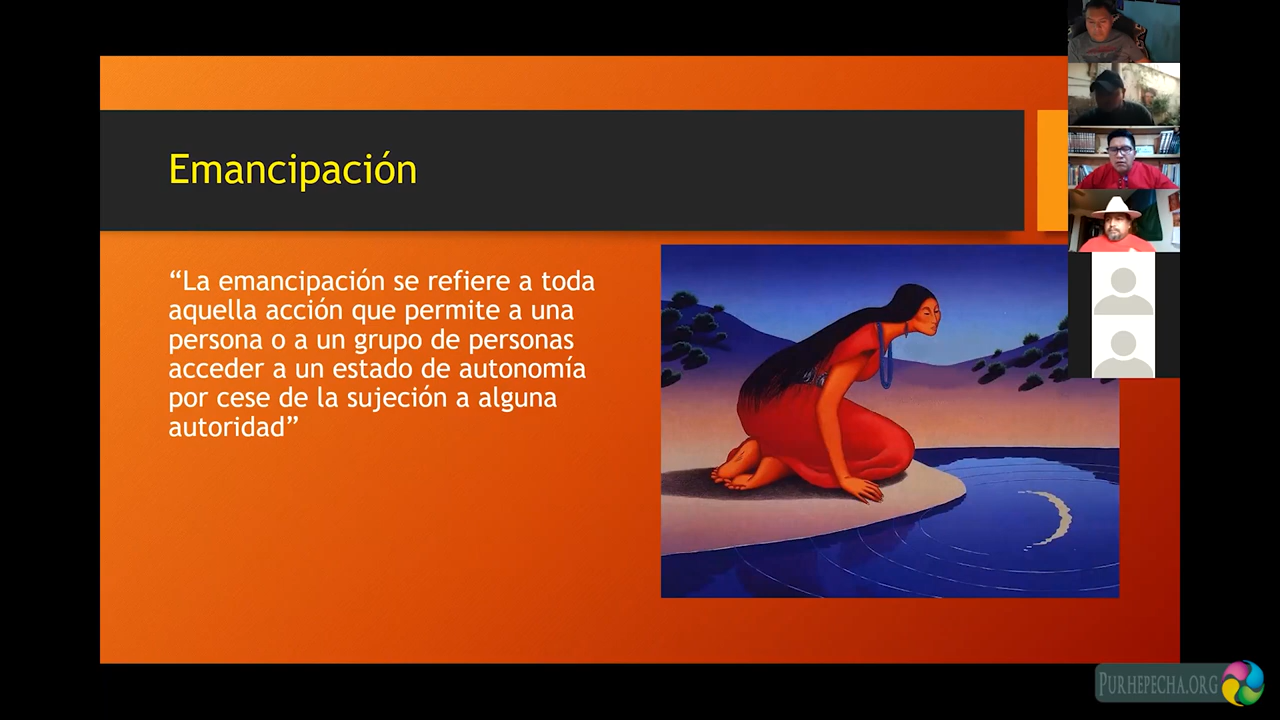 Emancipación
“La emancipación se refiere a toda
aquella acción que permite a una
persona o a un grupo de personas
acceder a un estado de autonomía
por cese de la sujeción a alguna
autoridad”
PURHEPECHA.ORG